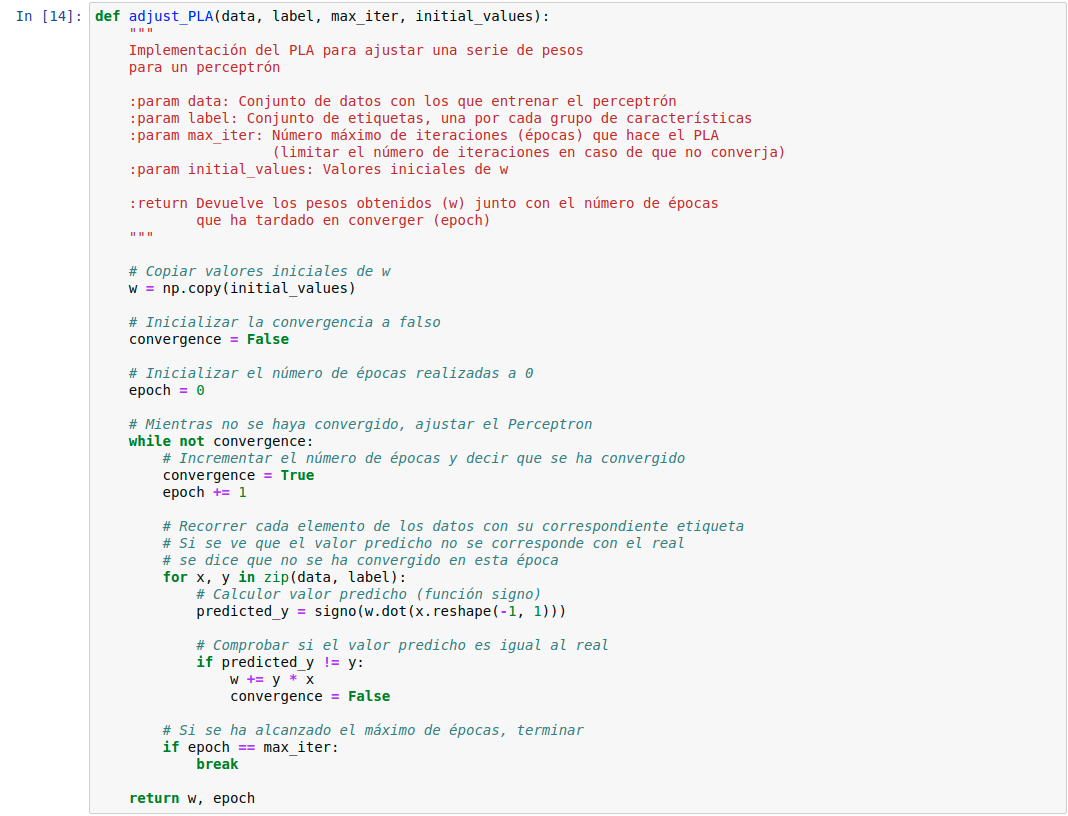 In [14]: def adjust_PLA(data, label, max_iter, initial_values):
    """
    Implementación del PLA para ajustar una serie de pesos
    para un perceptrón

    :param data: Conjunto de datos con los que entrenar el perceptrón
    :param label: Conjunto de etiquetas, una por cada grupo de características
    :param max_iter: Número máximo de iteraciones (épocas) que hace el PLA
                     (limitar el número de iteraciones en caso de que no converja)
    :param initial_values: Valores iniciales de w

    :return Devuelve los pesos obtenidos (w) junto con el número de épocas
            que ha tardado en converger (epoch)
    """

    # Copiar valores iniciales de w
    w = np.copy(initial_values)

    # Inicializar la convergencia a falso
    convergence = False

    # Inicializar el número de épocas realizadas a 0
    epoch = 0

    # Mientras no se haya convergido, ajustar el Perceptron
    while not convergence:
        # Incrementar el número de épocas y decir que se ha convergido
        convergence = True
        epoch += 1

        # Recorrer cada elemento de los datos con su correspondiente etiqueta
        # Si se ve que el valor predicho no se corresponde con el real
        # se dice que no se ha convergido en esta época
        for x, y in zip(data, label):
            # Calculor valor predicho (función signo)
            predicted_y = signo(w.dot(x.reshape(-1, 1)))

            # Comprobar si el valor predicho es igual al real
            if predicted_y != y:
                w += y * x
                convergence = False

        # Si se ha alcanzado el máximo de épocas, terminar
        if epoch == max_iter:
            break

    return w, epoch